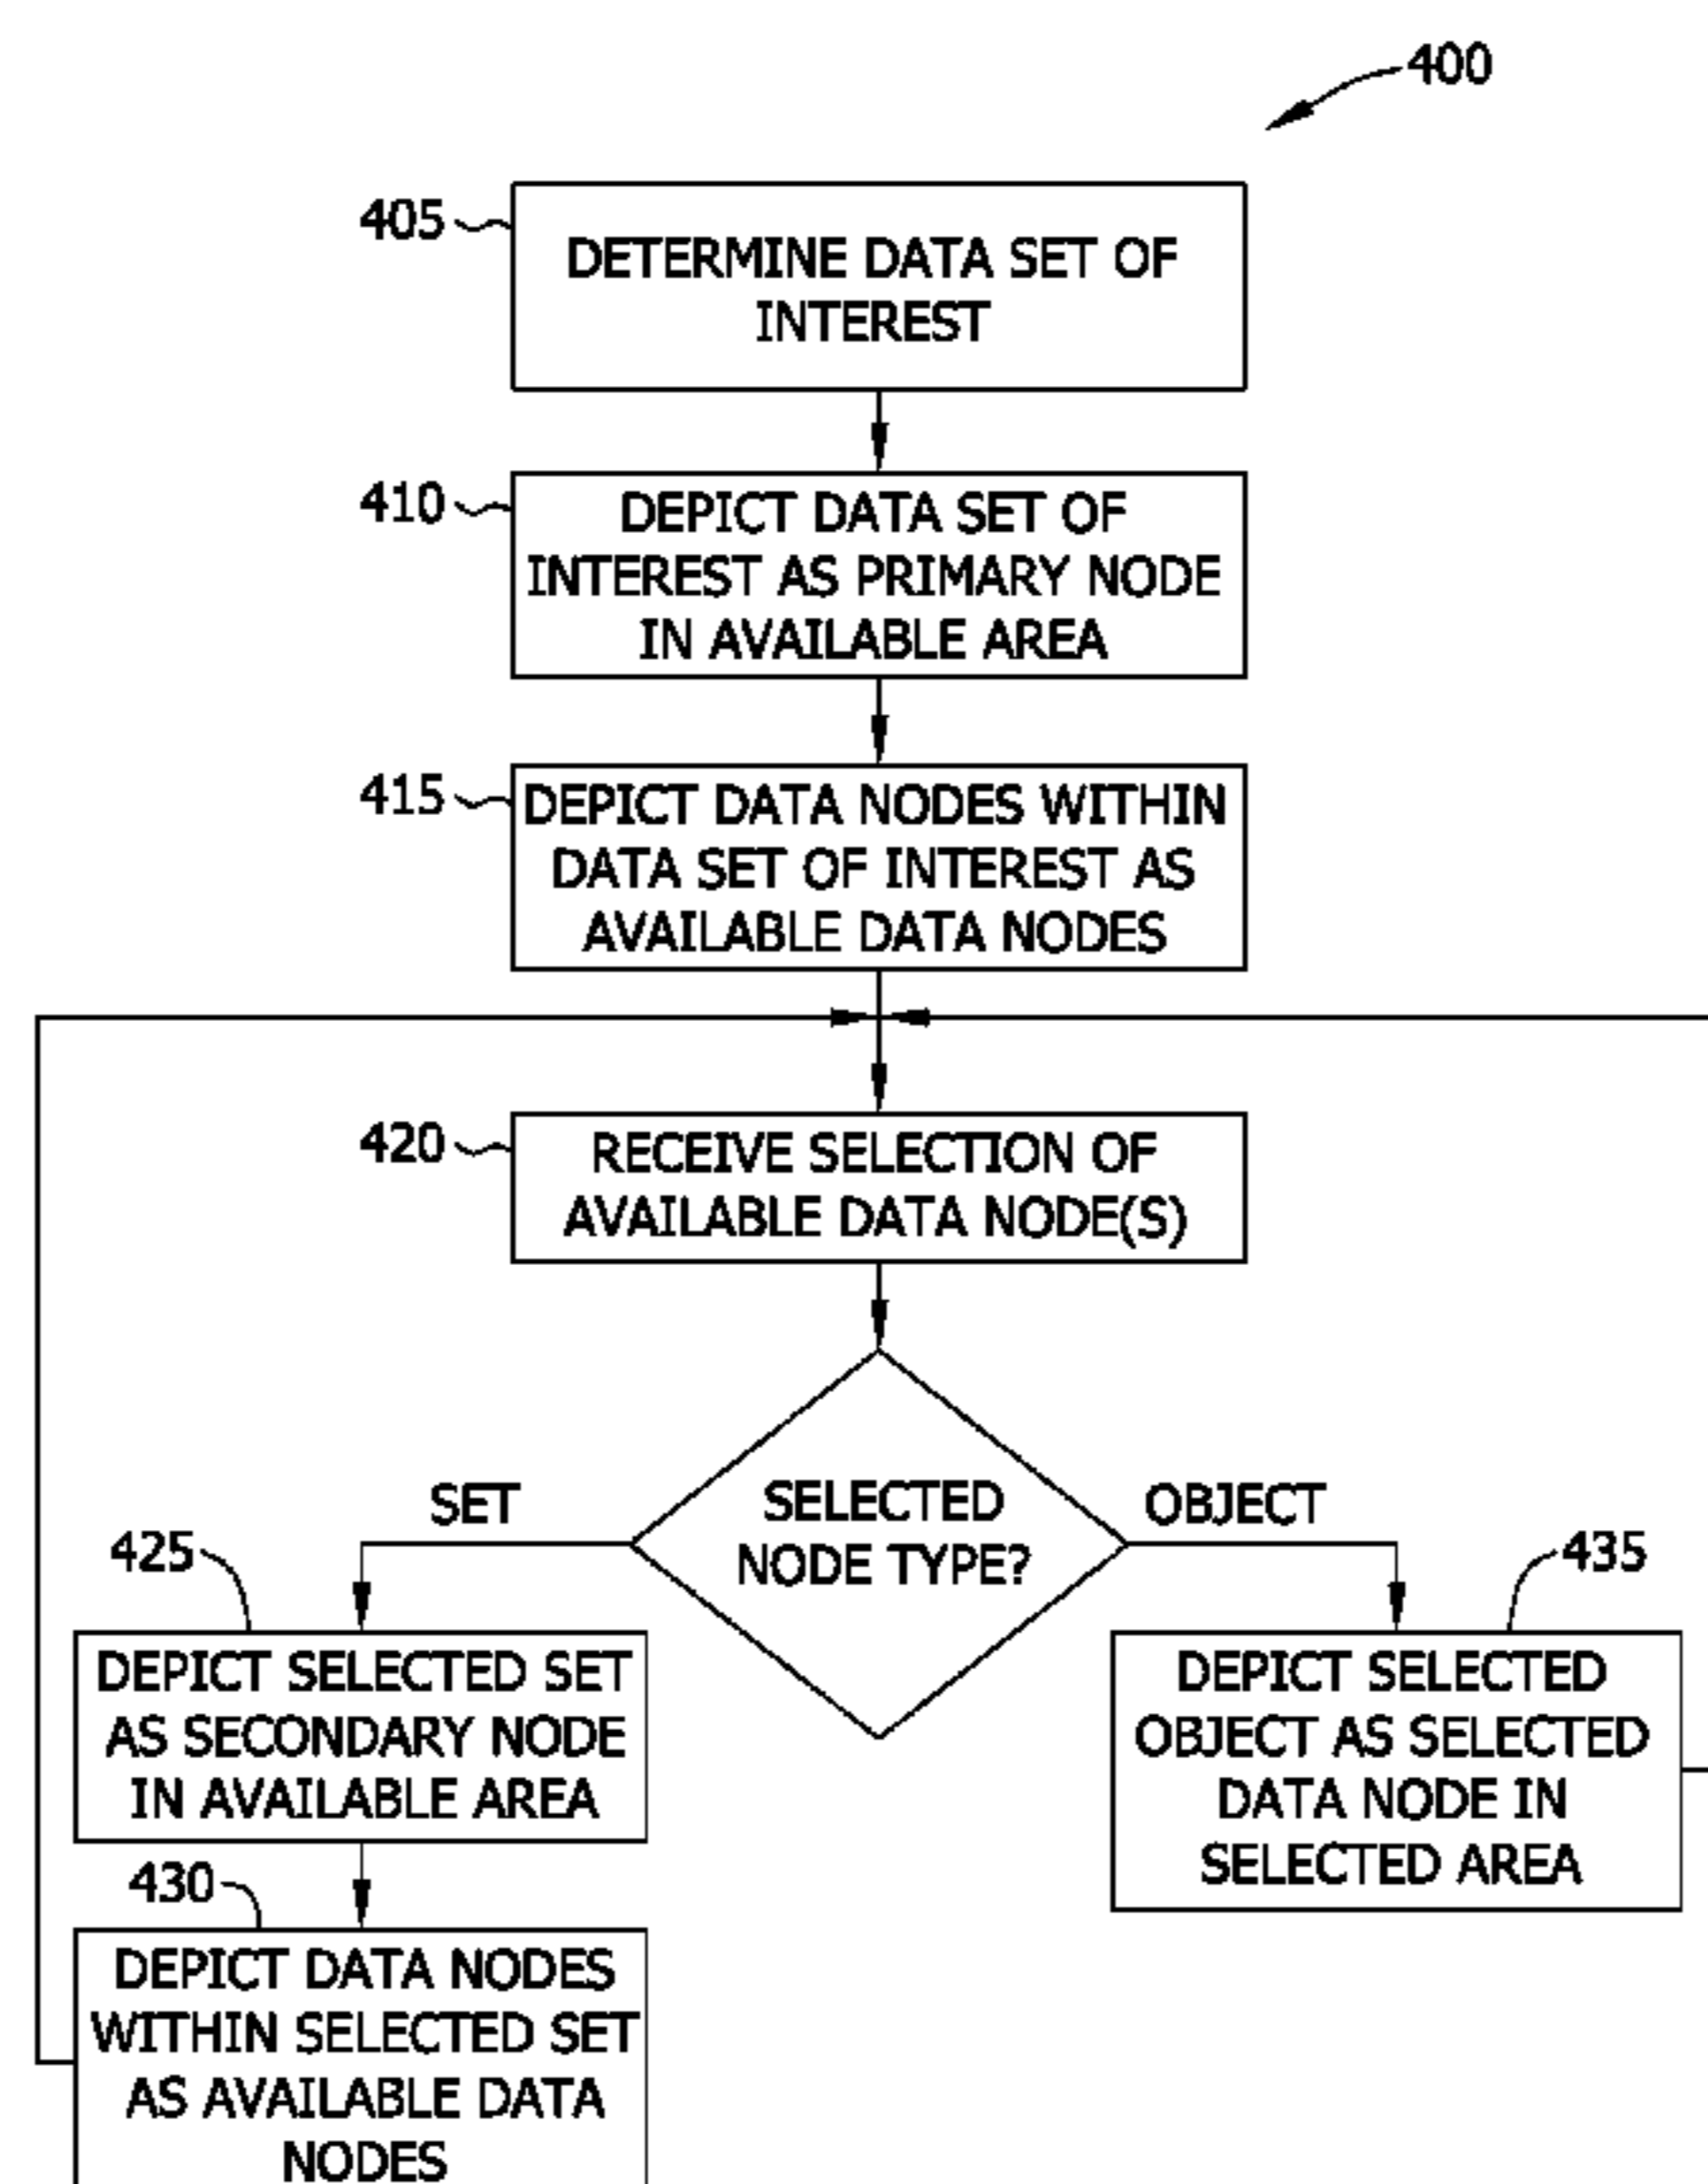 400
405
DETERMINE DATA SET OF
INTEREST
410
DEPICT DATA SET OF
INTEREST AS PRIMARY NODE
IN AVAILABLE AREA
415
DEPICT DATA NODES WITHIN
DATA SET OF INTEREST AS
AVAILABLE DATA NODES
420
RECEIVE SELECTION OF
AVAILABLE DATA NODE(S)
SELECTED
NODE TYPE?
SET
OBJECT
425
DEPICT SELECTED SET
AS SECONDARY NODE
IN AVAILABLE AREA
430
DEPICT DATA NODES
WITHIN SELECTED SET
AS AVAILABLE DATA
NODES
435
DEPICT SELECTED
OBJECT AS SELECTED
DATA NODE IN
SELECTED AREA